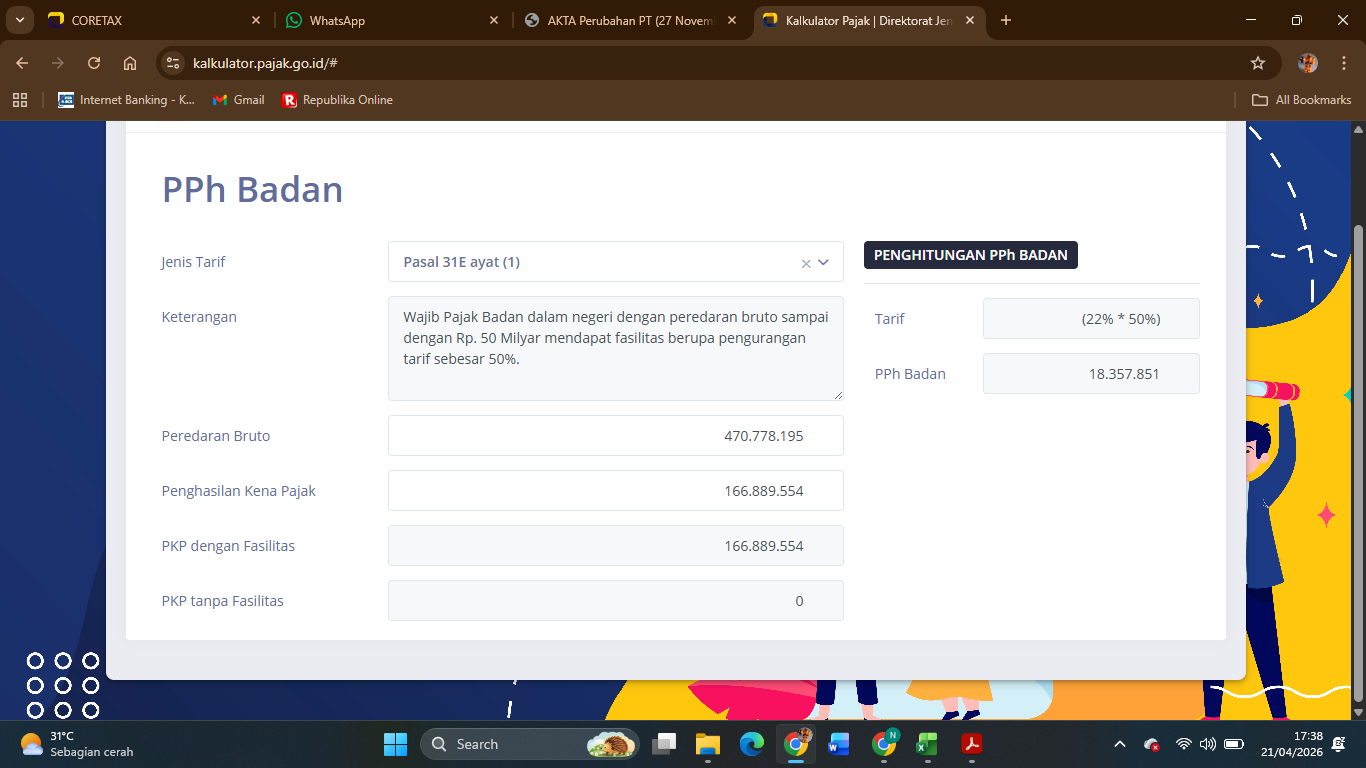 CORETAX
WhatsApp
AKTA Perubahan PT (27 Novem
Kalkulator Pajak | Direktorat Jen
kalkulator.pajak.go.id/#
Internet Banking - K...
Gmail
Republika Online
All Bookmarks
PPh Badan
Jenis Tarif
Pasal 31E ayat (1)
PENGHITUNGAN PPh BADAN
Keterangan
Wajib Pajak Badan dalam negeri dengan peredaran bruto sampai
dengan Rp. 50 Milyar mendapat fasilitas berupa pengurangan
tarif sebesar 50%.
Tarif
(22% * 50%)
PPh Badan
18.357.851
Peredaran Bruto
470.778.195
Penghasilan Kena Pajak
166.889.554
PKP dengan Fasilitas
166.889.554
PKP tanpa Fasilitas
0
31°C
Sebagian cerah
Search
N
17:38
21/04/2026